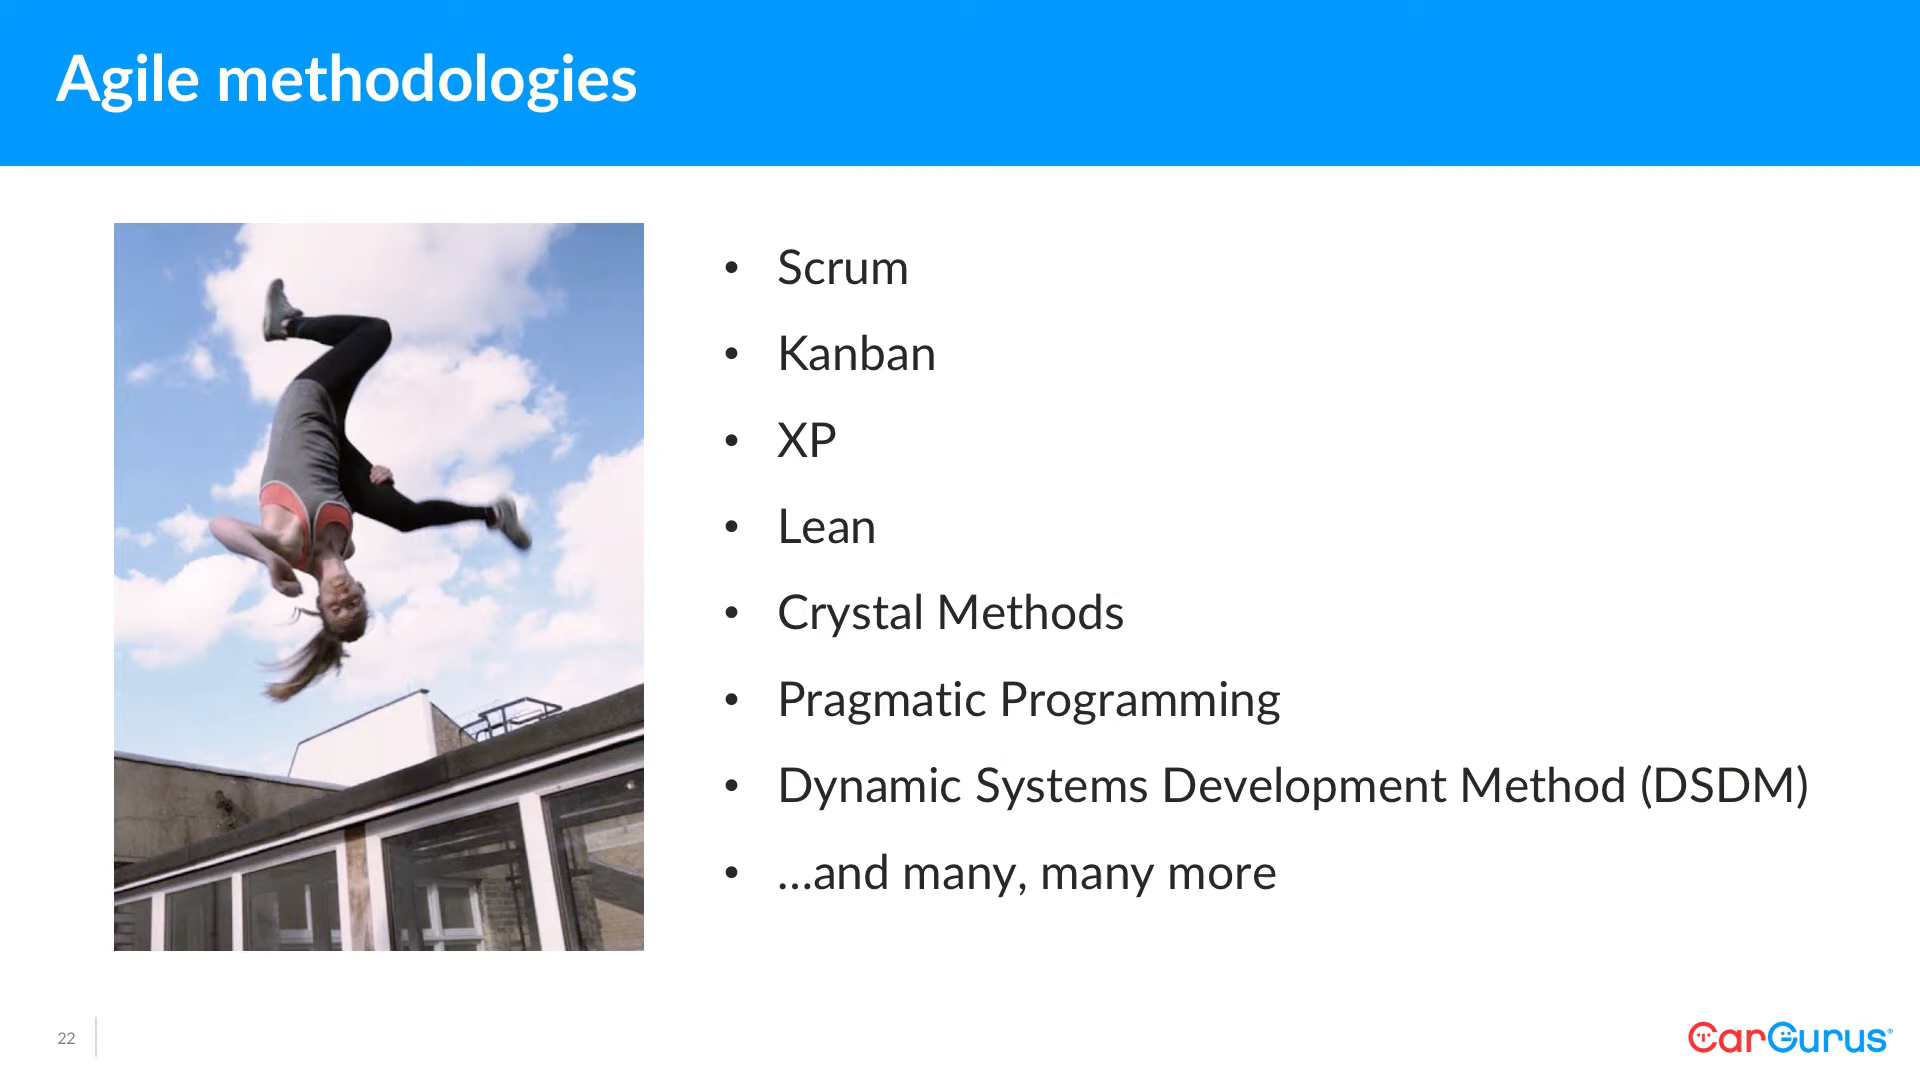 Agile methodologies
• Scrum
• Kanban
• XP
• Lean
• Crystal Methods
• Pragmatic Programming
• Dynamic Systems Development Method (DSDM)
• ...and many, many more
22
CarGurus®